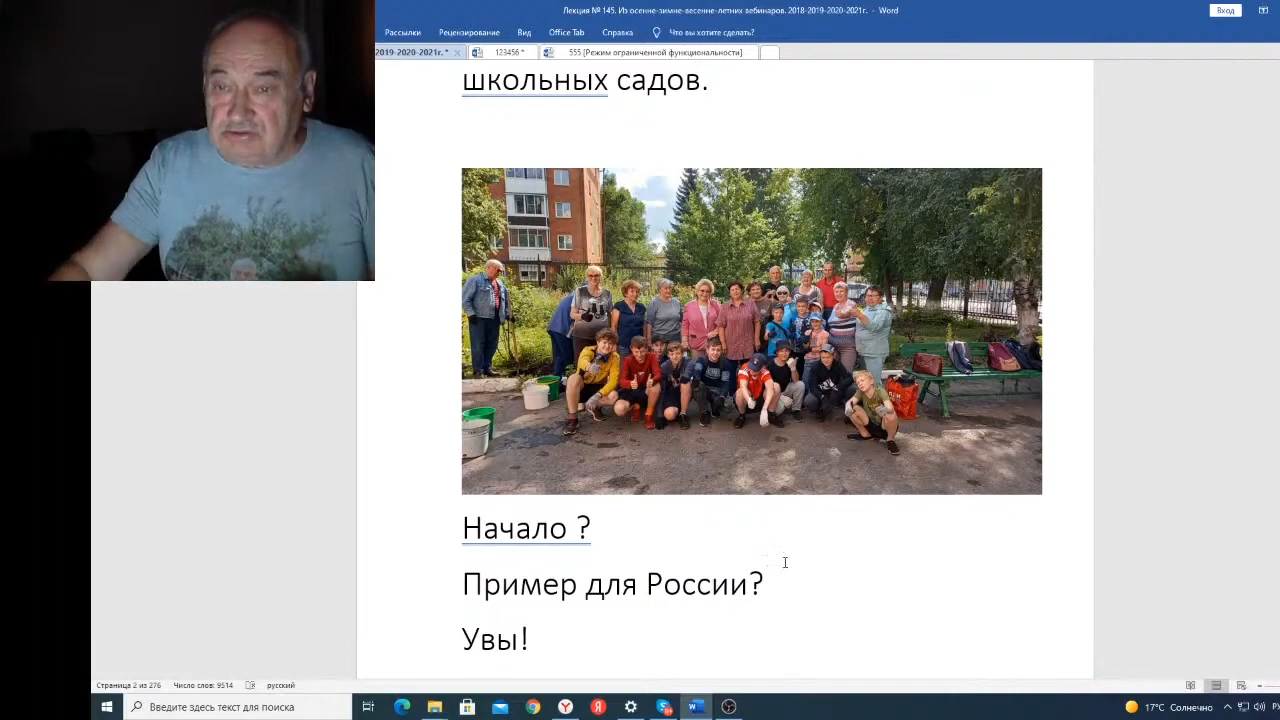 Лекция № 145. Из осенне-зимне-весенне-летних вебинаров. 2018-2019-2020-2021г. - Word
Вход
Рассылки Рецензирование Вид Office Tab Справка Что вы хотите сделать?
2019-2020-2021г. * 123456 * 555 [Режим ограниченной функциональности]
школьных садов.
Начало ?
Пример для России?
Увы!
Страница 2 из 276 Число слов: 9514 русский
Введите здесь текст для поиска
17°C Солнечно